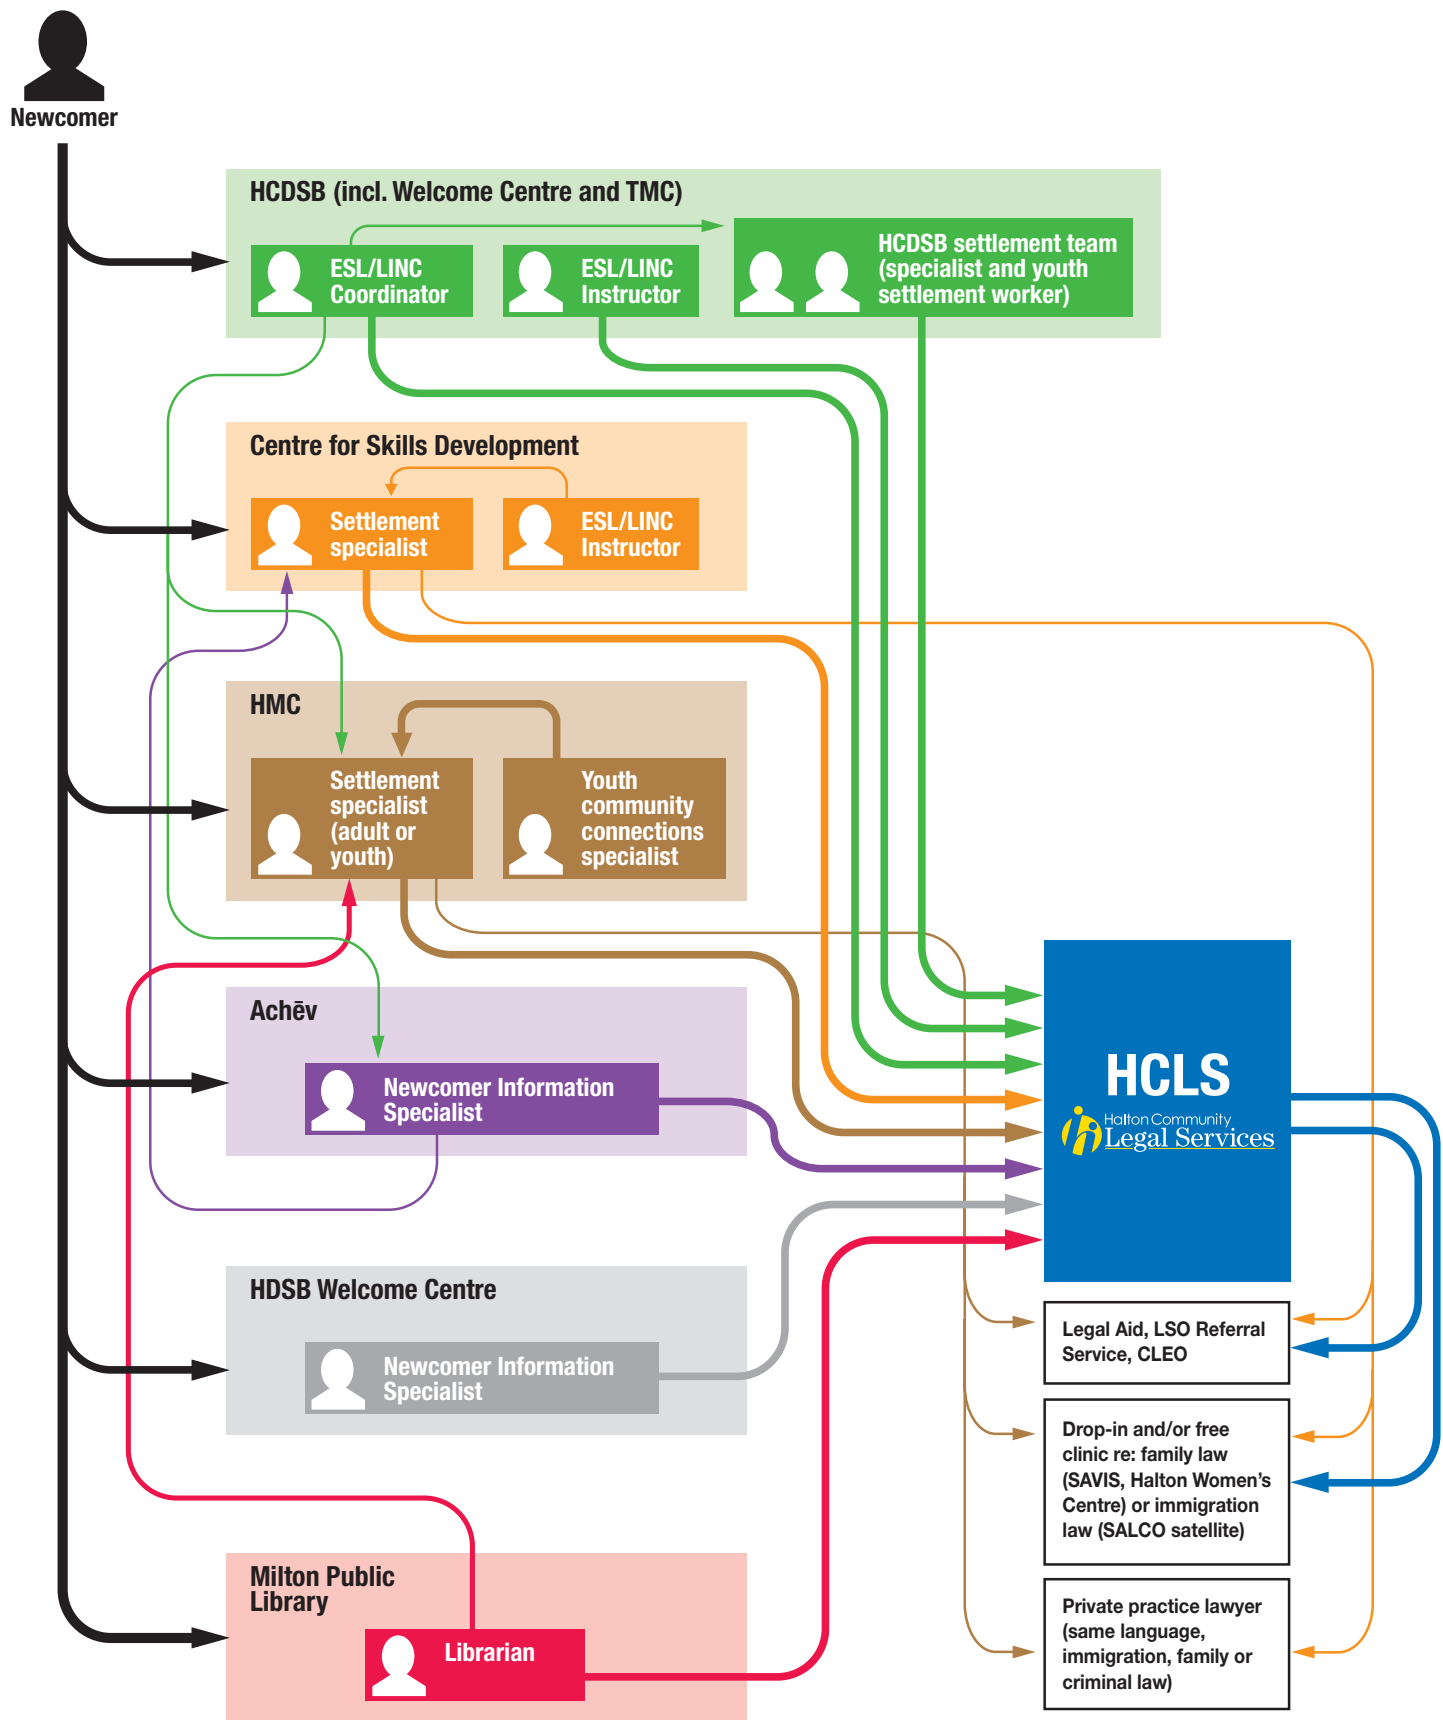 Newcomer
HCDSB (incl. Welcome Centre and TMC)
ESL/LINC
Coordinator
ESL/LINC
Instructor
HCDSB settlement team
(specialist and youth
settlement worker)
Centre for Skills Development
Settlement
specialist
ESL/LINC
Instructor
HMC
Settlement
specialist
(adult or
youth)
Youth
community
connections
specialist
Achēv
Newcomer Information
Specialist
HCLS
Halton Community
Legal Services
HDSB Welcome Centre
Newcomer Information
Specialist
Legal Aid, LSO Referral
Service, CLEO
Drop-in and/or free
clinic re: family law
(SAVIS, Halton Women’s
Centre) or immigration
law (SALCO satellite)
Milton Public
Library
Librarian
Private practice lawyer
(same language,
immigration, family or
criminal law)